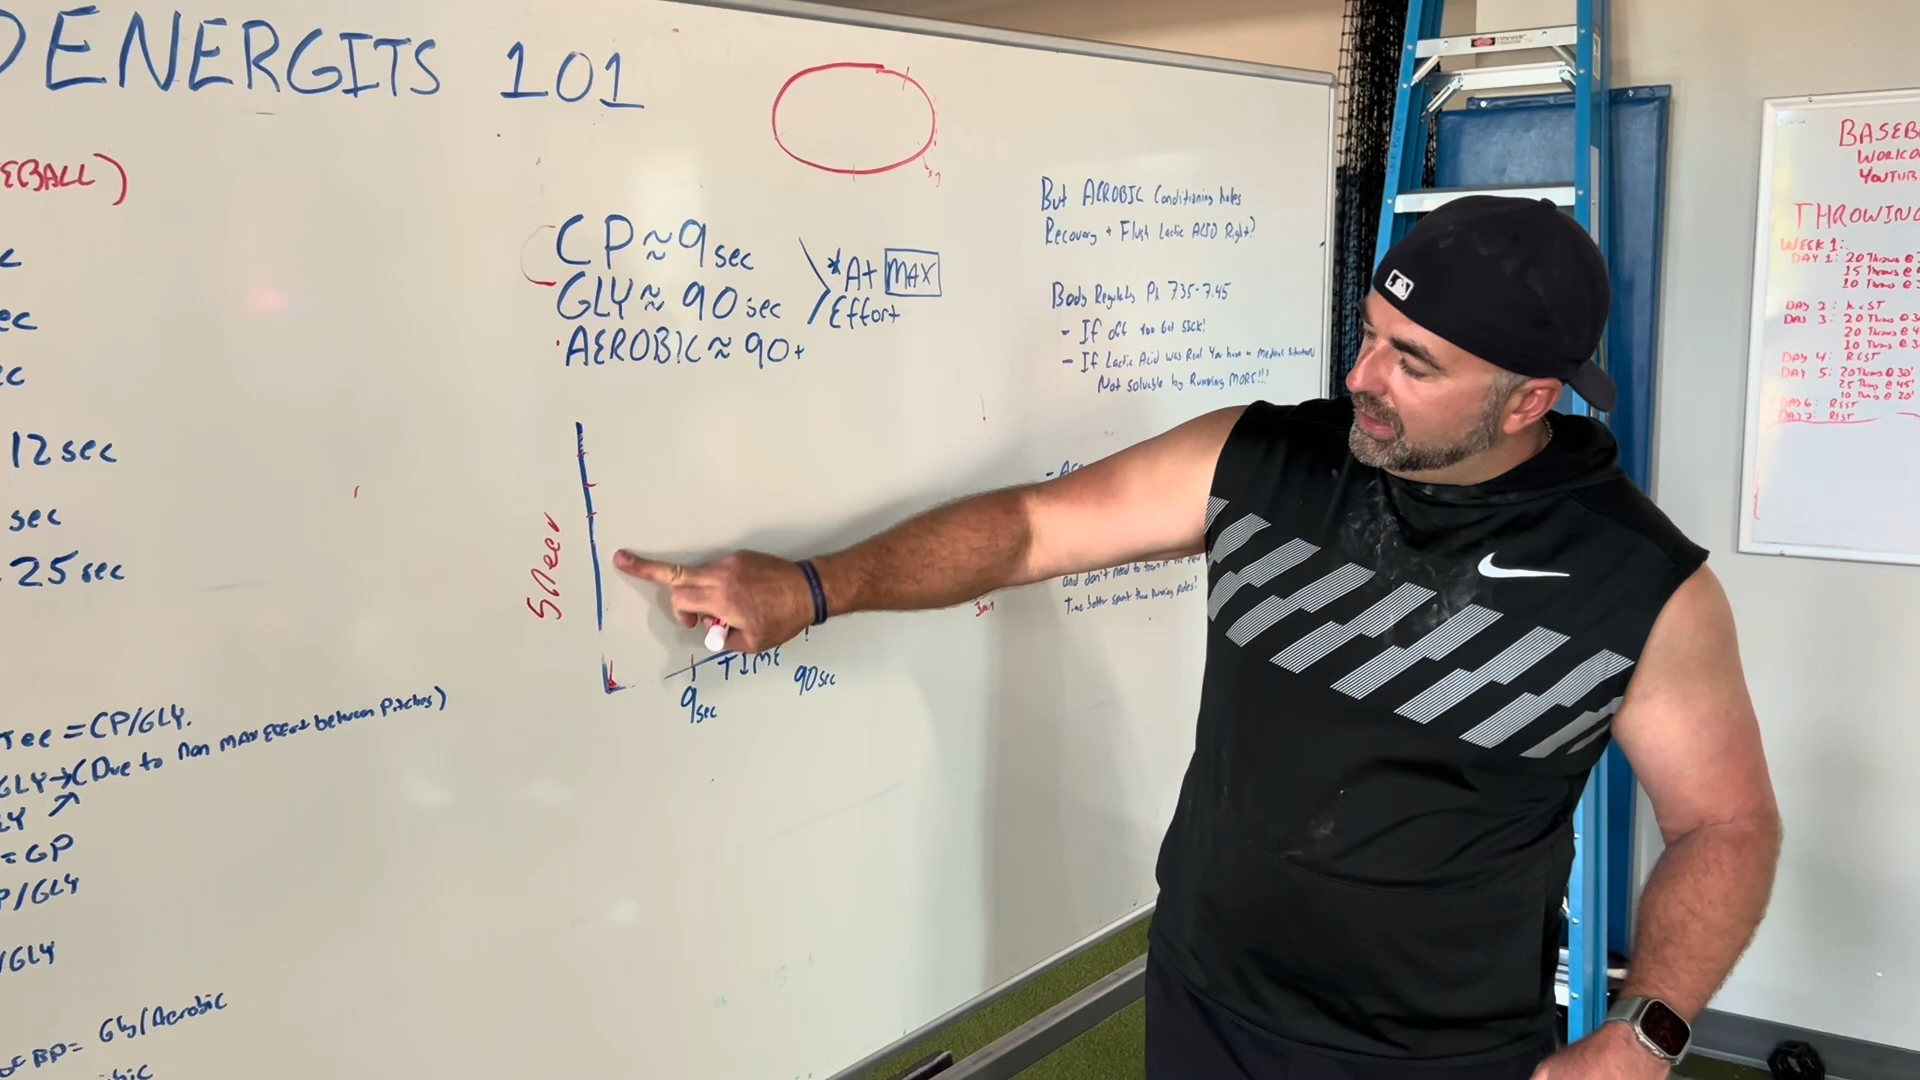 ENERGITS 101
EBALL)
12 sec
sec
25 sec
Tee = CP/GLY.
GLY → (Due to Non MAX EFFORT between Pitches)
= GP
P/GLY
/GLY
BP = Gly/Aerobic
bic
CP ≈ 9 sec
GLY ≈ 90 sec
AEROBIC ≈ 90+
*At MAX
Effort
SPEED
TIME
9 sec
90 sec
But AEROBIC Conditioning helps
Recovery + Flush Lactic ACID Right?
Body Regulates Ph 7.35-7.45
- If off You Get SICK!
- If Lactic Acid was Real You have a Medical Situation
Not solvable by Running MORE!!!
and don't need to train it
Time better spent than Running poles!
3min
BASEB
WORKO
YOUTUB
THROWING
WEEK 1:
DAY 1: 20 Throws @
15 Throws @
10 Throws @
DAY 2: REST
DAY 3: 20 Throws @ 3
20 Throws @ 4
10 Throws @ 3
DAY 4: REST
DAY 5: 20 Throws @ 30'
25 Throws @ 45'
10 Throws @ 20'
DAY 6: REST
DAY 7: REST